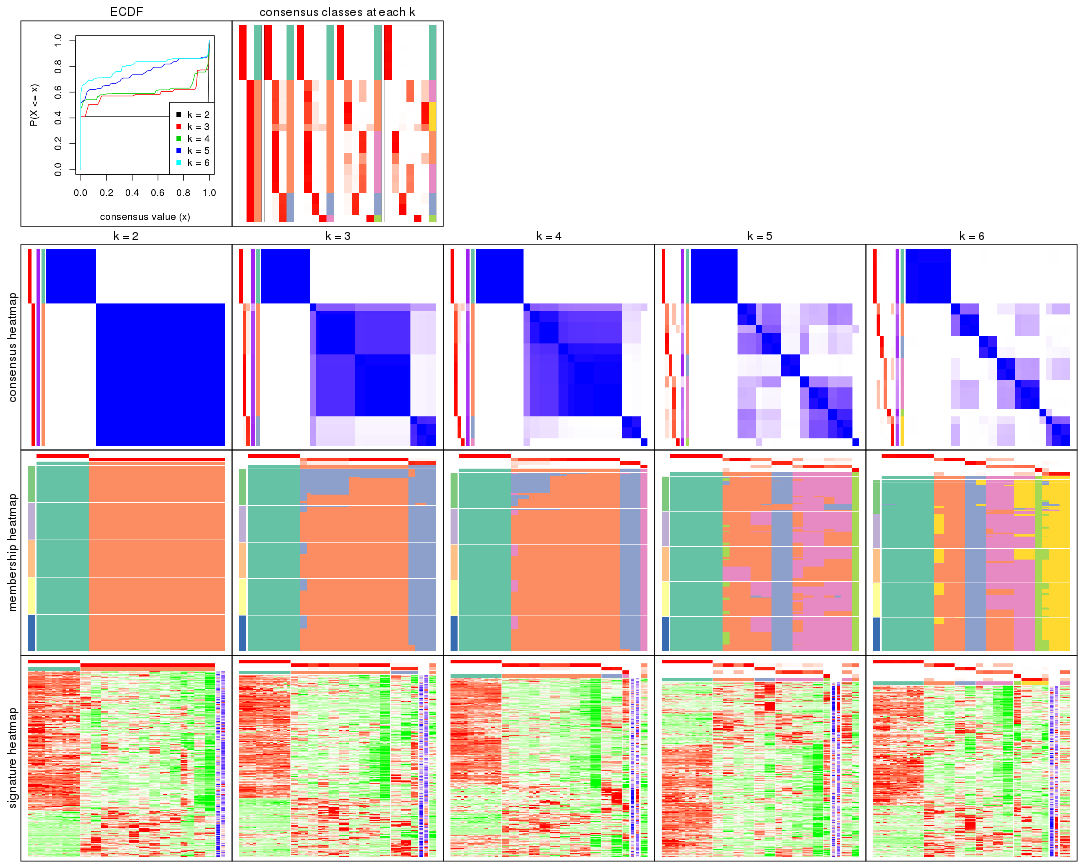 ECDF
consensus classes at each k
P(X <= x)
1.0
0.8
0.6
0.4
0.2
0.0
k = 2
k = 3
k = 4
k = 5
k = 6
0.0 0.2 0.4 0.6 0.8 1.0
consensus value (x)
k = 2
k = 3
k = 4
k = 5
k = 6
consensus heatmap
membership heatmap
signature heatmap